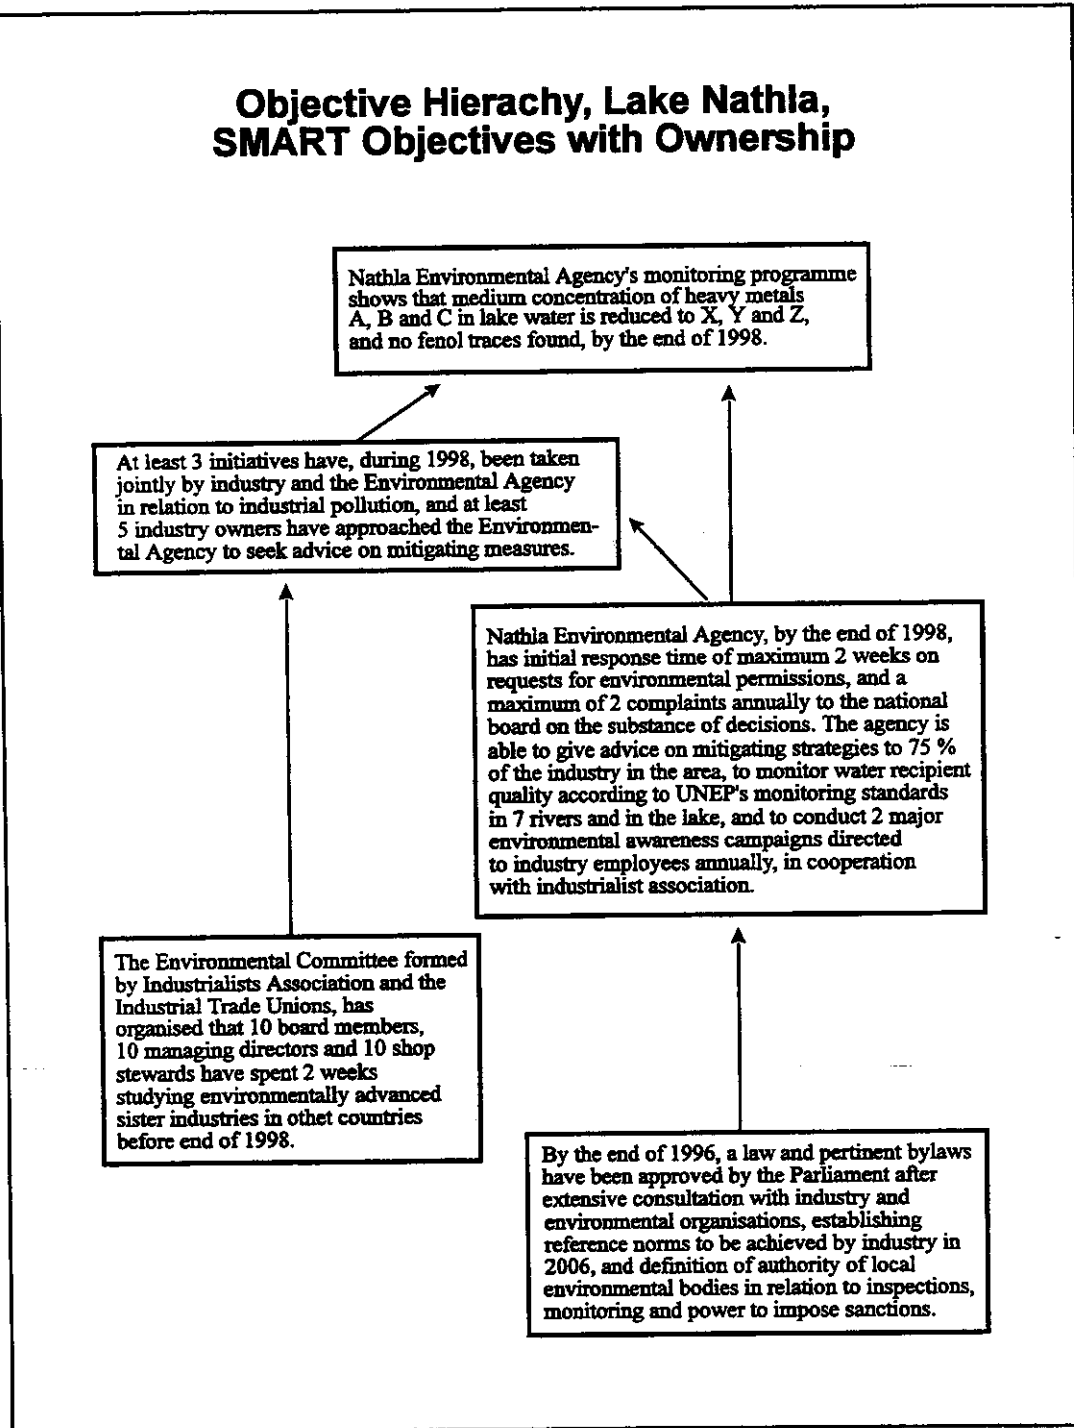 Objective Hierachy, Lake Nathla,
SMART Objectives with Ownership
Nathla Environmental Agency's monitoring programme
shows that medium concentration of heavy metals
A, B and C in lake water is reduced to X, Y and Z,
and no fenol traces found, by the end of 1998.
At least 3 initiatives have, during 1998, been taken
jointly by industry and the Environmental Agency
in relation to industrial pollution, and at least
5 industry owners have approached the Environmen-
tal Agency to seek advice on mitigating measures.
Nathla Environmental Agency, by the end of 1998,
has initial response time of maximum 2 weeks on
requests for environmental permissions, and a
maximum of 2 complaints annually to the national
board on the substance of decisions. The agency is
able to give advice on mitigating strategies to 75 %
of the industry in the area, to monitor water recipient
quality according to UNEP's monitoring standards
in 7 rivers and in the lake, and to conduct 2 major
environmental awareness campaigns directed
to industry employees annually, in cooperation
with industrialist association.
The Environmental Committee formed
by Industrialists Association and the
Industrial Trade Unions, has
organised that 10 board members,
10 managing directors and 10 shop
stewards have spent 2 weeks
studying environmentally advanced
sister industries in othet countries
before end of 1998.
By the end of 1996, a law and pertinent bylaws
have been approved by the Parliament after
extensive consultation with industry and
environmental organisations, establishing
reference norms to be achieved by industry in
2006, and definition of authority of local
environmental bodies in relation to inspections,
monitoring and power to impose sanctions.